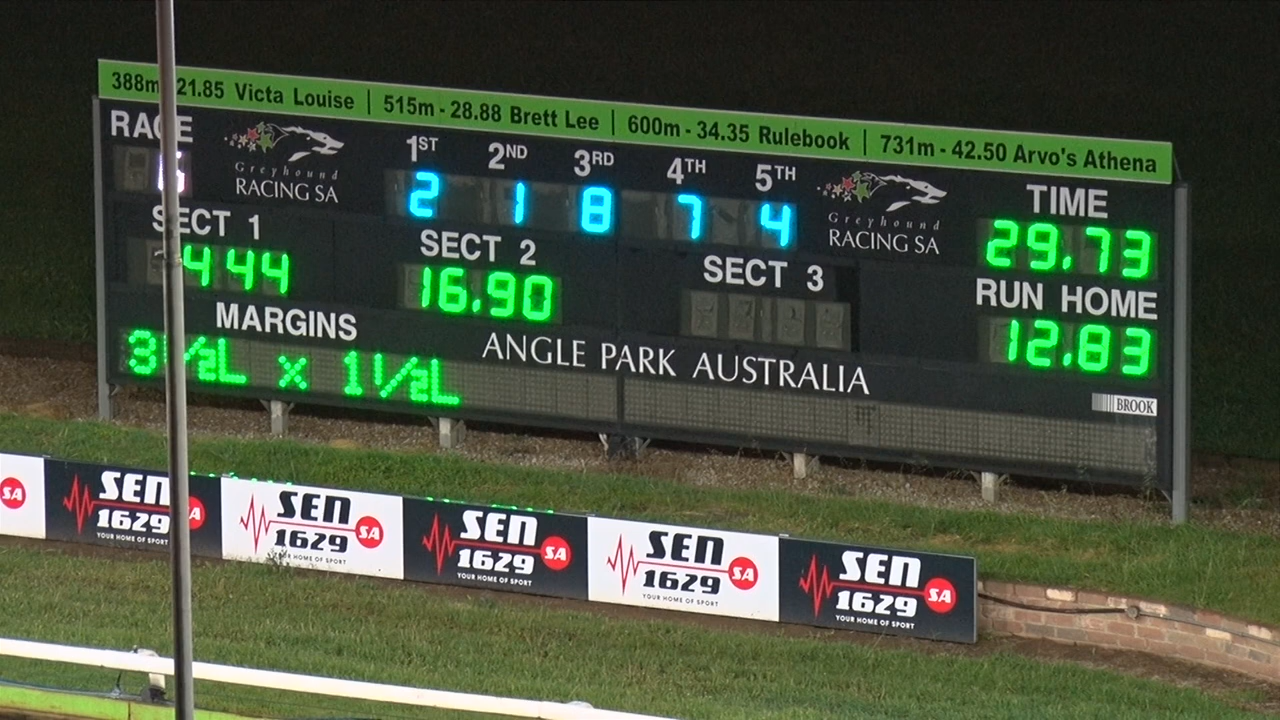 388m 21.85 Victa Louise | 515m - 28.88 Brett Lee | 600m - 34.35 Rulebook | 731m - 42.50 Arvo's Athena
RACE
Greyhound
RACING SA
1ST 2ND 3RD 4TH 5TH
2 1 8 7 4
Greyhound
RACING SA
TIME
29.73
SECT 1
4.44
SECT 2
16.90
SECT 3
RUN HOME
12.83
MARGINS
3½L x 1½L
ANGLE PARK AUSTRALIA
BROOK
SA
SEN
1629
SA
YOUR HOME OF SPORT
SEN
1629
SA
YOUR HOME OF SPORT
SEN
1629
SA
YOUR HOME OF SPORT
SEN
1629
SA
YOUR HOME OF SPORT
SEN
1629
SA
YOUR HOME OF SPORT